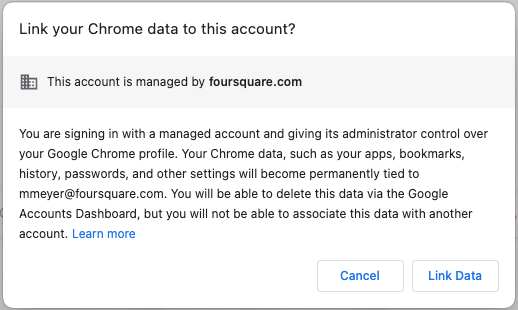 Link your Chrome data to this account?
This account is managed by foursquare.com
You are signing in with a managed account and giving its administrator control over
your Google Chrome profile. Your Chrome data, such as your apps, bookmarks,
history, passwords, and other settings will become permanently tied to
mmeyer@foursquare.com. You will be able to delete this data via the Google
Accounts Dashboard, but you will not be able to associate this data with another
account. Learn more
Cancel
Link Data